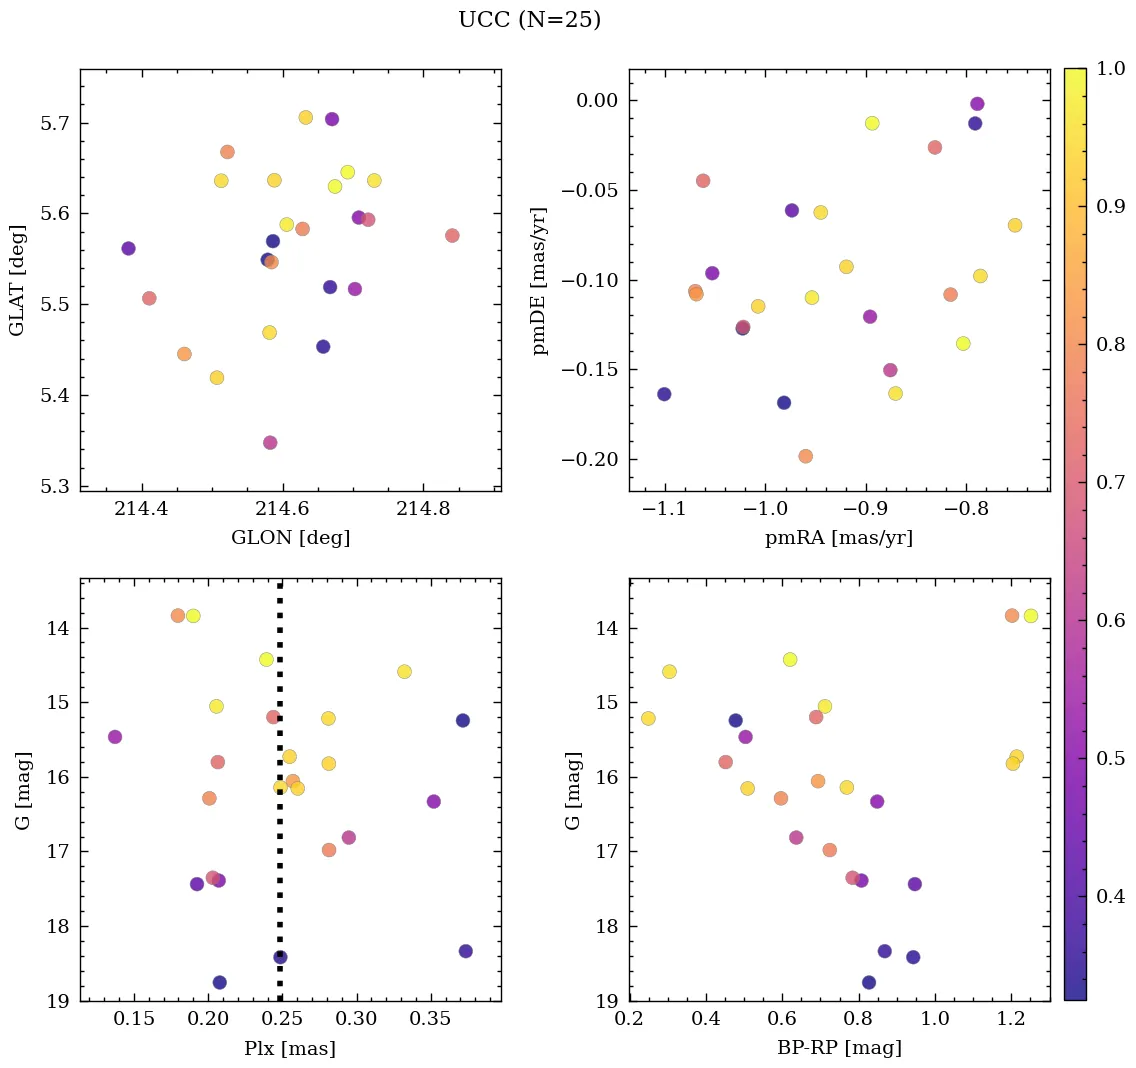 UCC (N=25)
5.7
5.6
5.5
5.4
5.3
GLAT [deg]
214.4 214.6 214.8
GLON [deg]
0.00
−0.05
−0.10
−0.15
−0.20
pmDE [mas/yr]
−1.1 −1.0 −0.9 −0.8
pmRA [mas/yr]
1.0
0.9
0.8
0.7
0.6
0.5
0.4
14
15
16
17
18
19
G [mag]
0.15 0.20 0.25 0.30 0.35
Plx [mas]
14
15
16
17
18
19
G [mag]
0.2 0.4 0.6 0.8 1.0 1.2
BP-RP [mag]